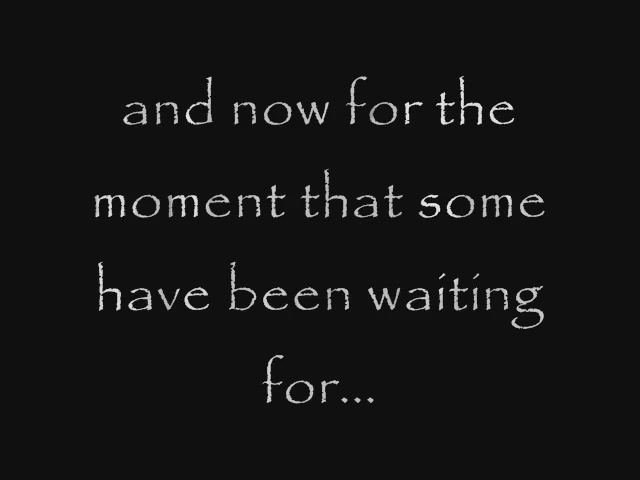 and now for the
moment that some
have been waiting
for...